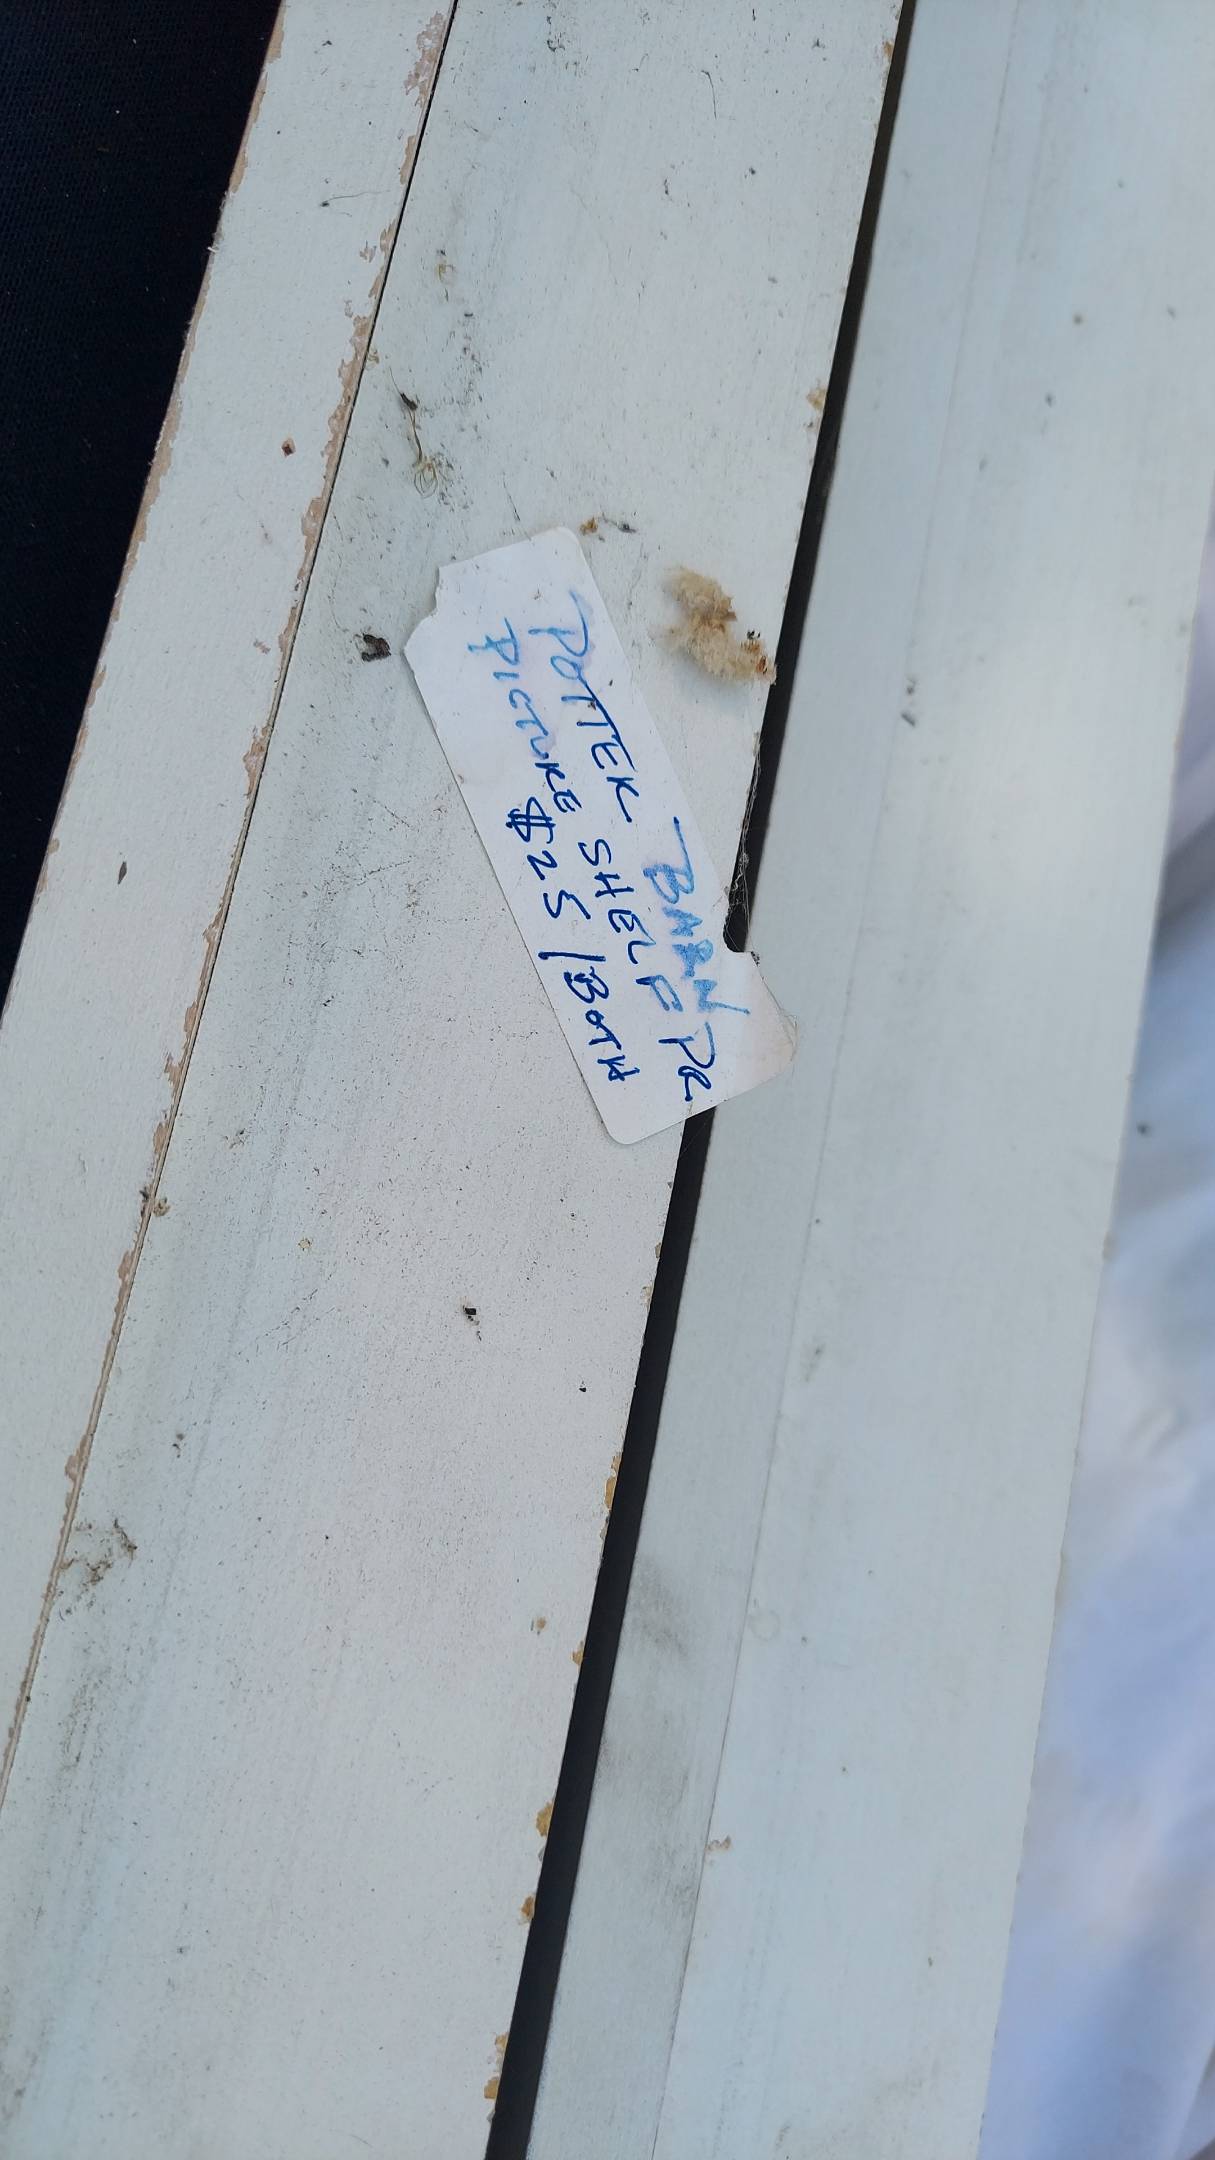 POTTER BARN
PICTURE SHELF PR
$25/BOTH